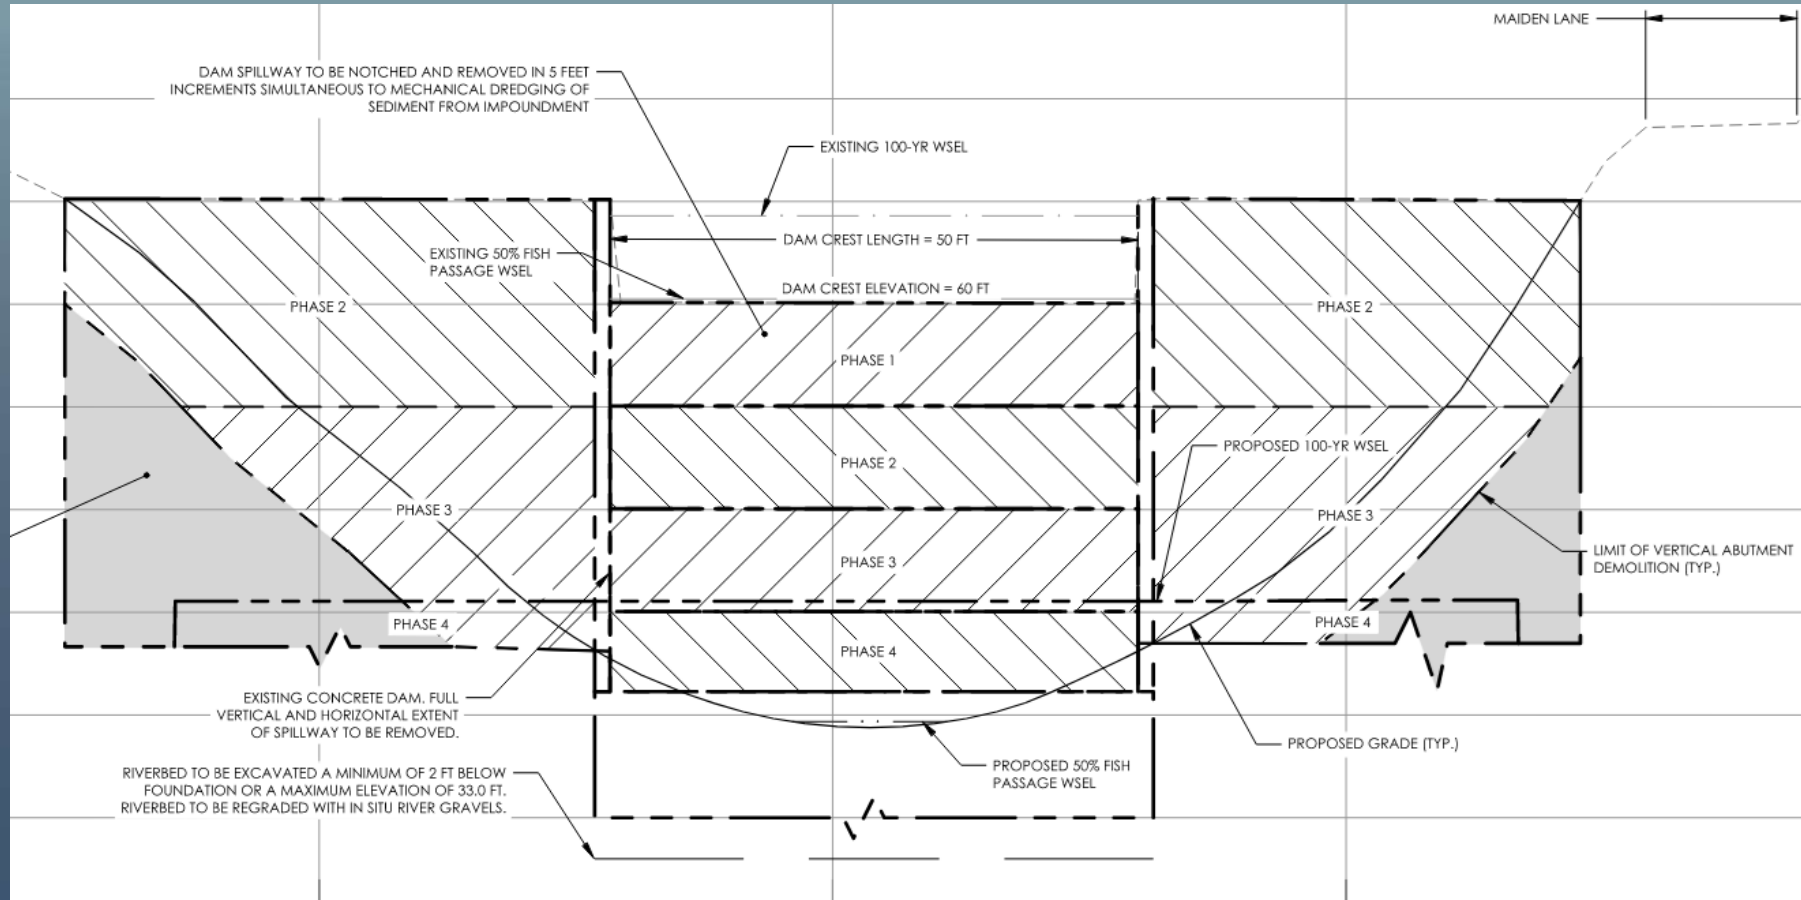 MAIDEN LANE
DAM SPILLWAY TO BE NOTCHED AND REMOVED IN 5 FEET
INCREMENTS SIMULTANEOUS TO MECHANICAL DREDGING OF
SEDIMENT FROM IMPOUNDMENT
EXISTING 100-YR WSEL
DAM CREST LENGTH = 50 FT
EXISTING 50% FISH
PASSAGE WSEL
DAM CREST ELEVATION = 60 FT
PHASE 2
PHASE 2
PHASE 1
PROPOSED 100-YR WSEL
PHASE 2
PHASE 3
PHASE 3
LIMIT OF VERTICAL ABUTMENT
DEMOLITION (TYP.)
PHASE 3
PHASE 4
PHASE 4
PHASE 4
EXISTING CONCRETE DAM. FULL
VERTICAL AND HORIZONTAL EXTENT
OF SPILLWAY TO BE REMOVED.
PROPOSED GRADE (TYP.)
PROPOSED 50% FISH
PASSAGE WSEL
RIVERBED TO BE EXCAVATED A MINIMUM OF 2 FT BELOW
FOUNDATION OR A MAXIMUM ELEVATION OF 33.0 FT.
RIVERBED TO BE REGRADED WITH IN SITU RIVER GRAVELS.